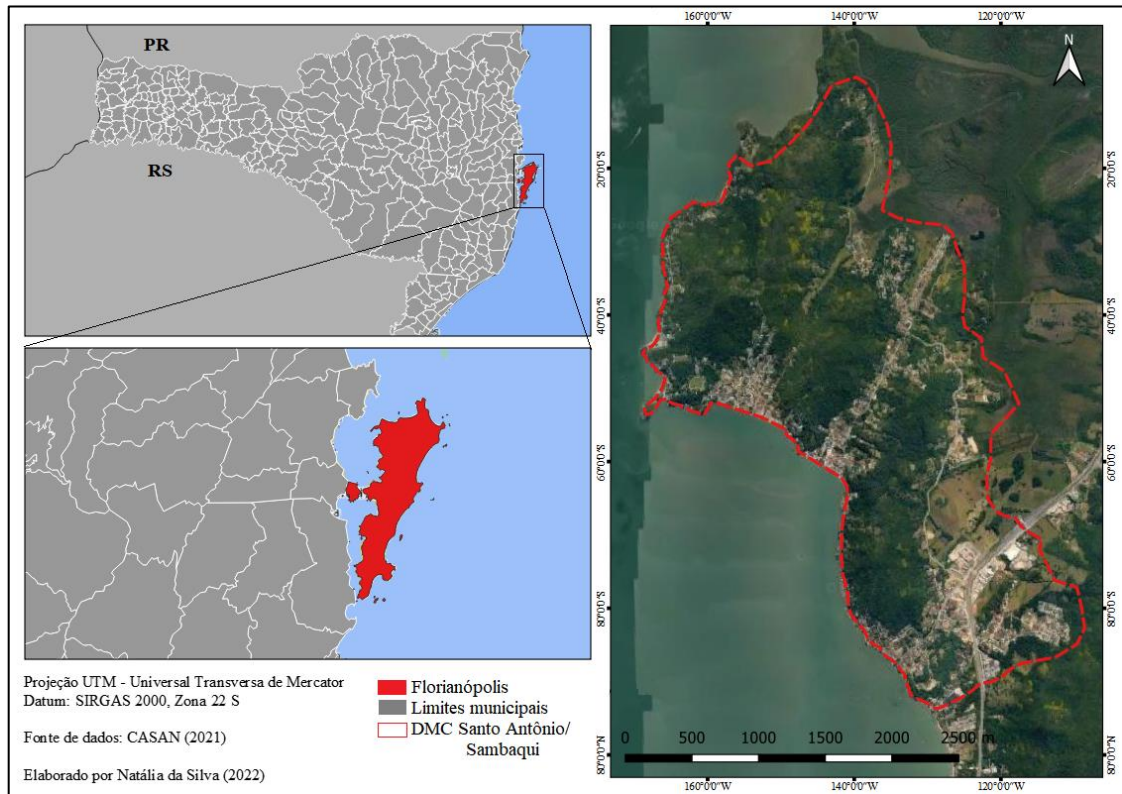 PR
RS
Projeção UTM - Universal Transversa de Mercator
Datum: SIRGAS 2000, Zona 22 S
Fonte de dados: CASAN (2021)
Elaborado por Natália da Silva (2022)
Florianópolis
Limites municipais
DMC Santo Antônio/
Sambaqui
160°0'0"W 140°0'0"W 120°0'0"W
N
20°0'0"S 20°0'0"S
40°0'0"S 40°0'0"S
60°0'0"S 60°0'0"S
80°0'0"S 80°0'0"S
0 500 1000 1500 2000 2500 m
80°0'0"N 80°0'0"N
160°0'0"W 140°0'0"W 120°0'0"W